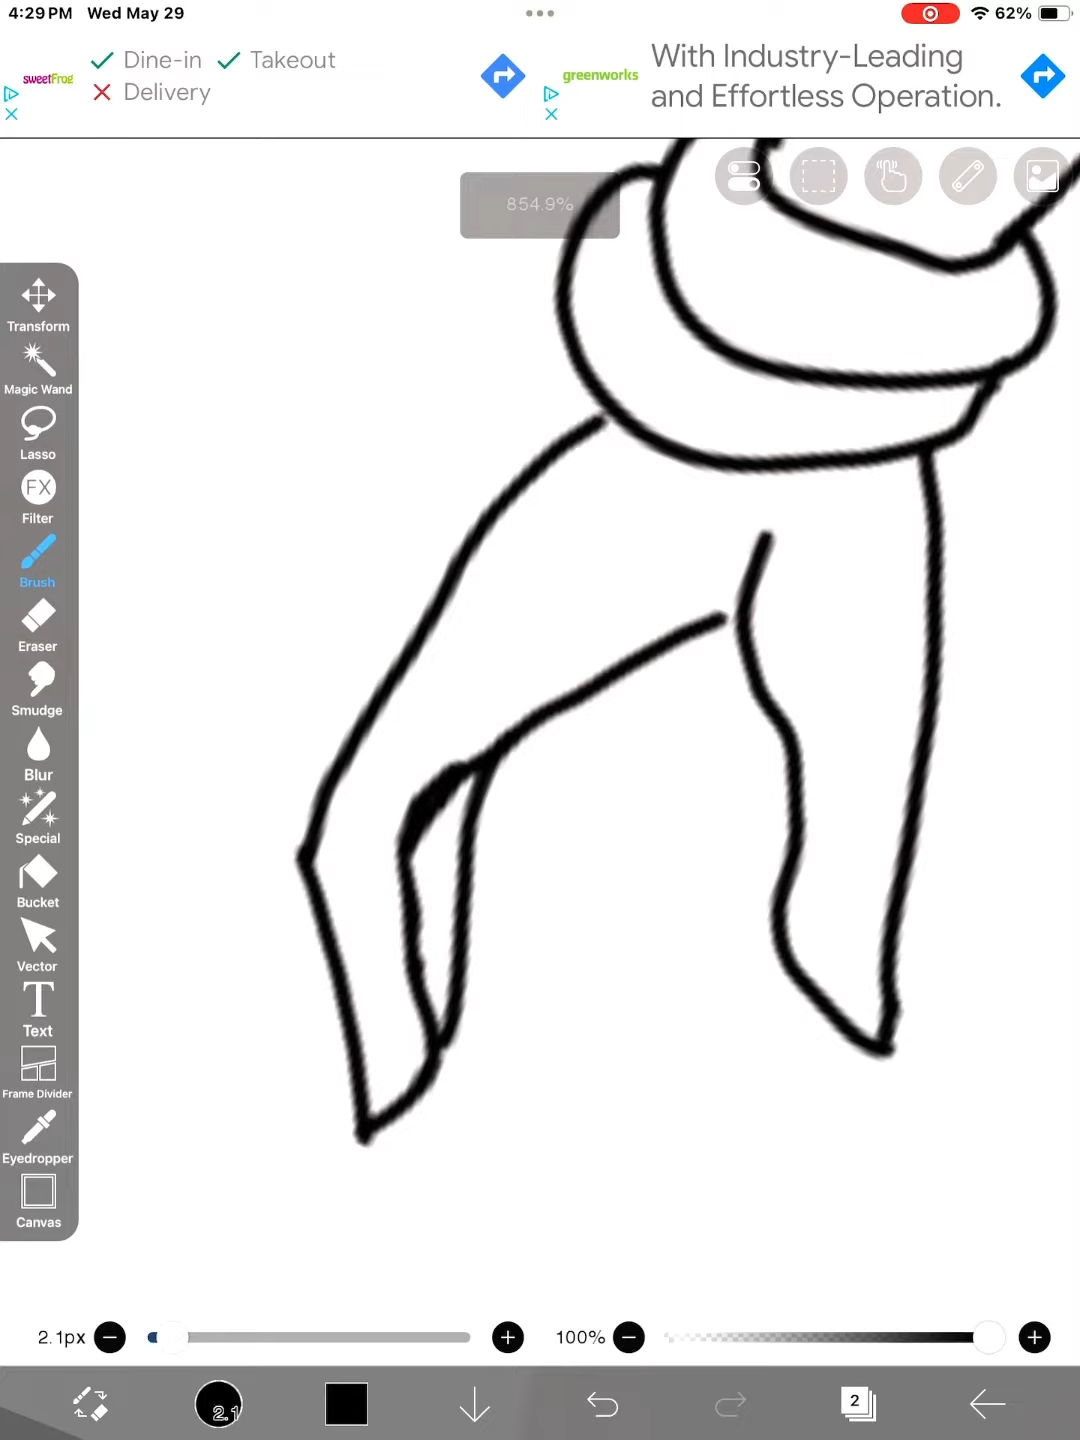 4:29 PM Wed May 29
62%
sweetFrog
Dine-in Takeout
Delivery
greenworks
With Industry-Leading
and Effortless Operation.
854.9%
Transform
Magic Wand
Lasso
FX
Filter
Brush
Eraser
Smudge
Blur
Special
Bucket
Vector
T
Text
Frame Divider
Eyedropper
Canvas
2.1px
100%
2.1
2